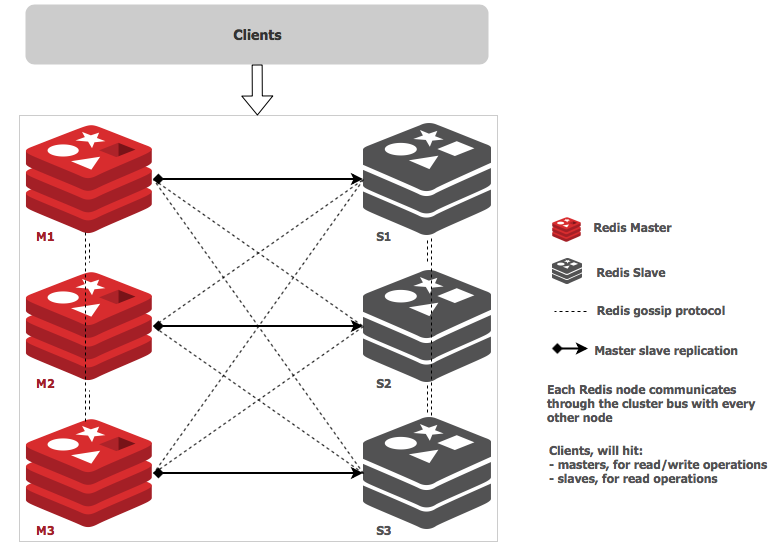 Clients
M1
S1
M2
S2
M3
S3
Redis Master
Redis Slave
Redis gossip protocol
Master slave replication
Each Redis node communicates
through the cluster bus with every
other node
Clients, will hit:
- masters, for read/write operations
- slaves, for read operations